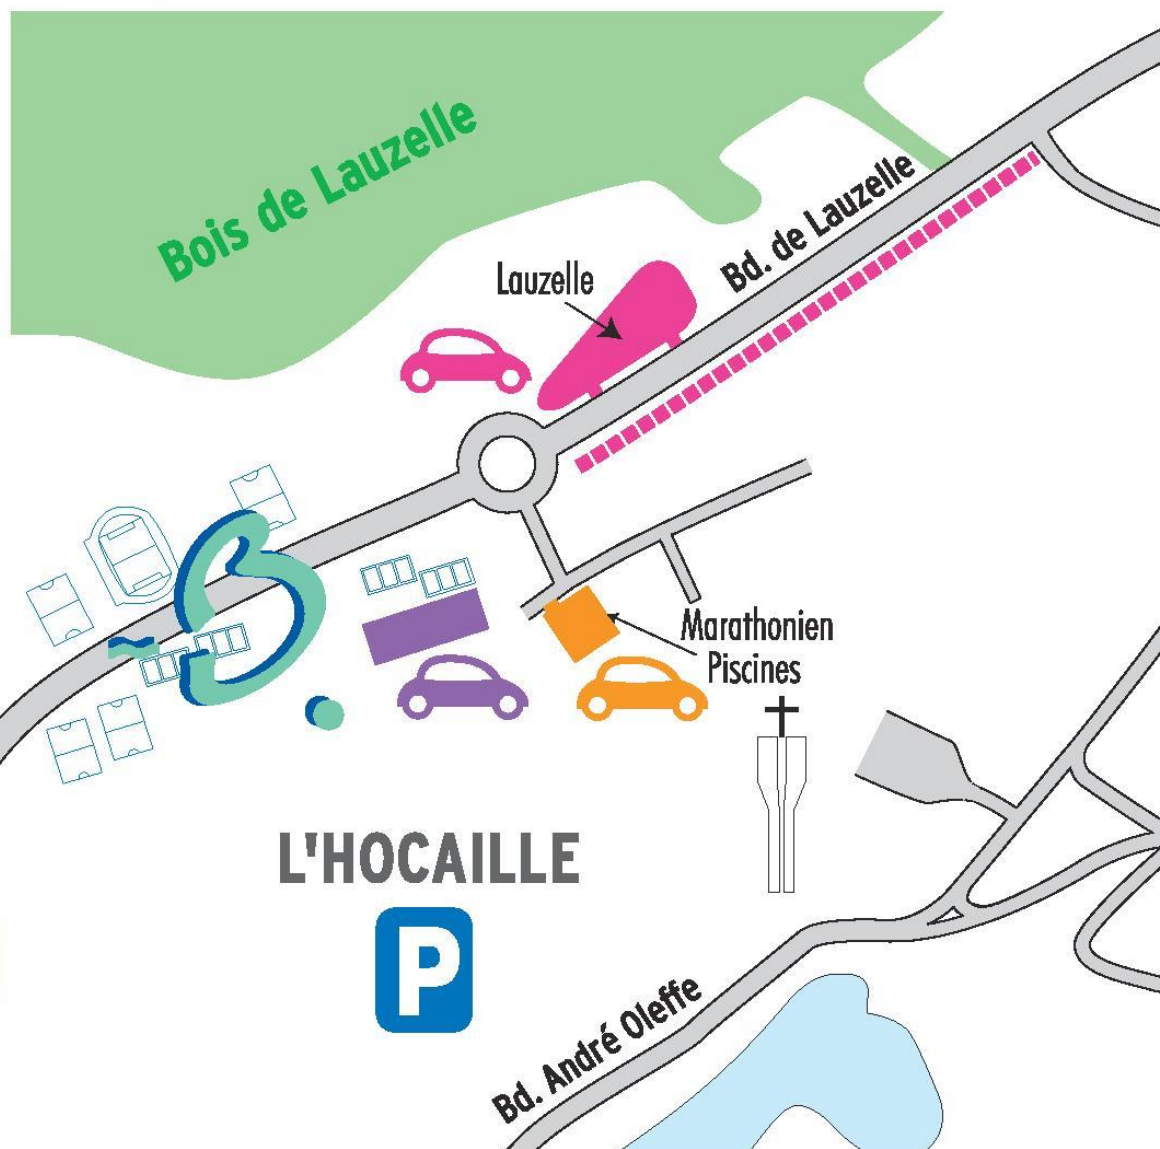 Bois de Lauzelle
Bd. de Lauzelle
Lauzelle
Marathonien
Piscines
L'HOCAILLE
P
Bd. André Oleffe